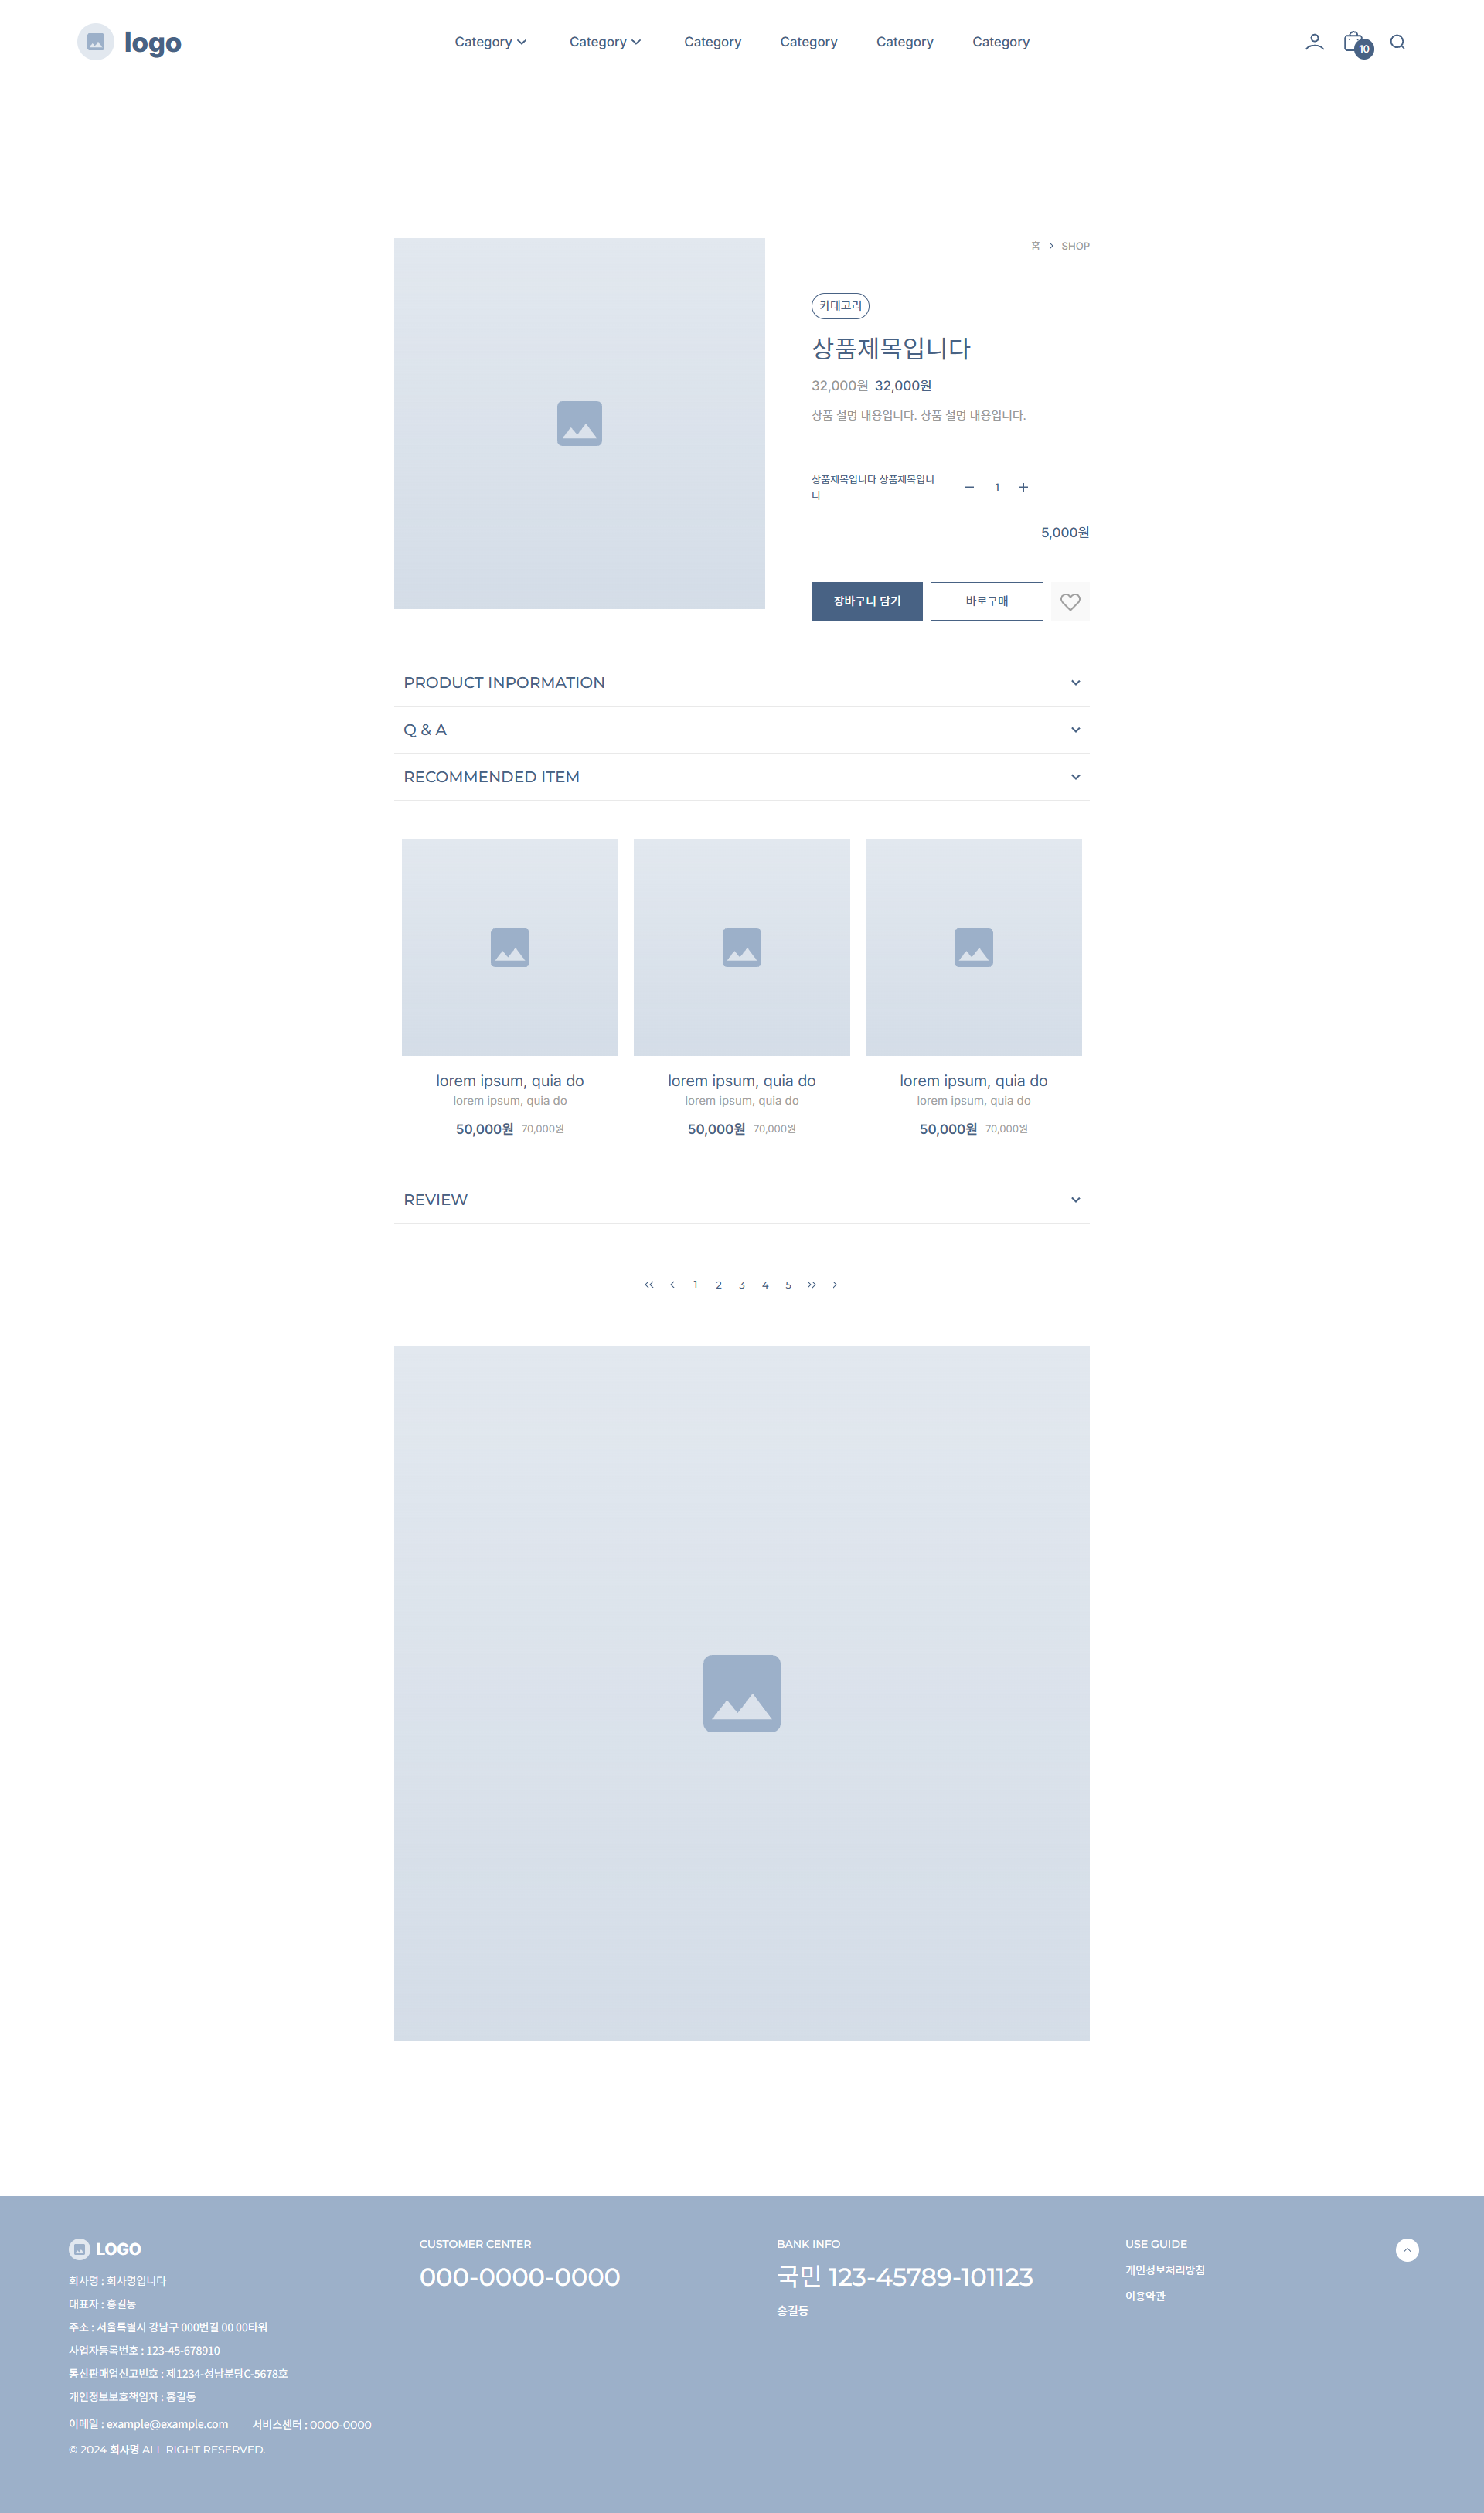 logo
Category Category Category Category Category Category
10
홈 SHOP
카테고리
상품제목입니다
32,000원 32,000원
상품 설명 내용입니다. 상품 설명 내용입니다.
상품제목입니다 상품제목입니
다
1
5,000원
장바구니 담기 바로구매
PRODUCT INPORMATION
Q & A
RECOMMENDED ITEM
lorem ipsum, quia do lorem ipsum, quia do lorem ipsum, quia do
lorem ipsum, quia do lorem ipsum, quia do lorem ipsum, quia do
50,000원 70,000원 50,000원 70,000원 50,000원 70,000원
REVIEW
1 2 3 4 5
LOGO
회사명 : 회사명입니다
대표자 : 홍길동
주소 : 서울특별시 강남구 000번길 00 00타워
사업자등록번호 : 123-45-678910
통신판매업신고번호 : 제1234-성남분당C-5678호
개인정보보호책임자 : 홍길동
이메일 : example@example.com | 서비스센터 : 0000-0000
© 2024 회사명 ALL RIGHT RESERVED.
CUSTOMER CENTER
000-0000-0000
BANK INFO
국민 123-45789-101123
홍길동
USE GUIDE
개인정보처리방침
이용약관